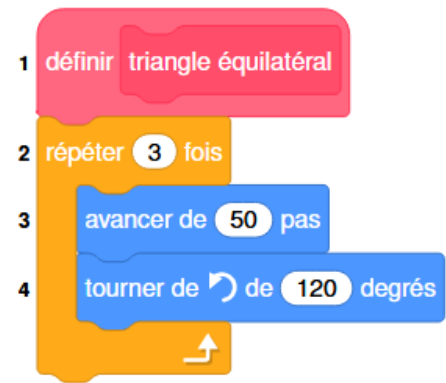 1 définir triangle équilatéral
2 répéter 3 fois
3 avancer de 50 pas
4 tourner de de 120 degrés